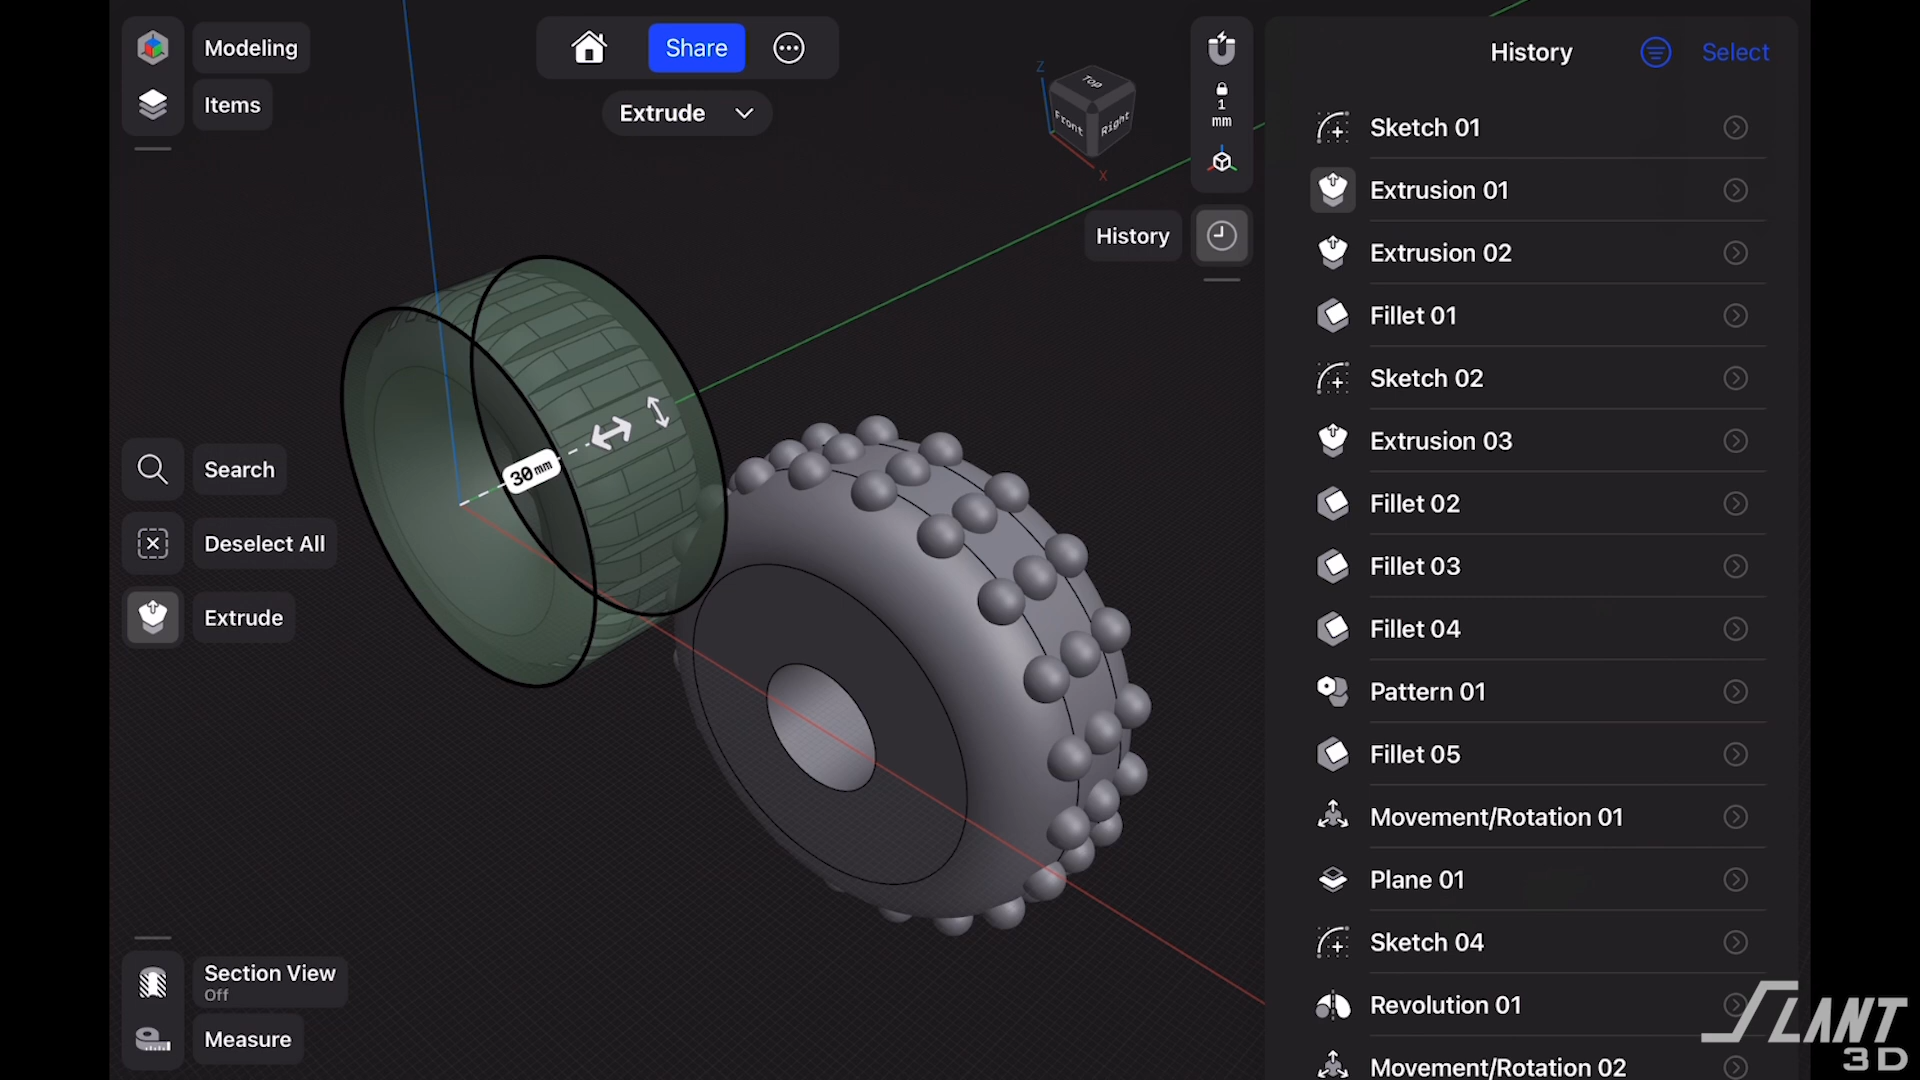 Modeling
Items
Share
Extrude
Z
Top
Front
Right
X
1
mm
History
History
Select
Sketch 01
Extrusion 01
Extrusion 02
Fillet 01
Sketch 02
Extrusion 03
Fillet 02
Fillet 03
Fillet 04
Pattern 01
Fillet 05
Movement/Rotation 01
Plane 01
Sketch 04
Revolution 01
Movement/Rotation 02
30 mm
Search
Deselect All
Extrude
Section View
Off
Measure
SLANT
3D